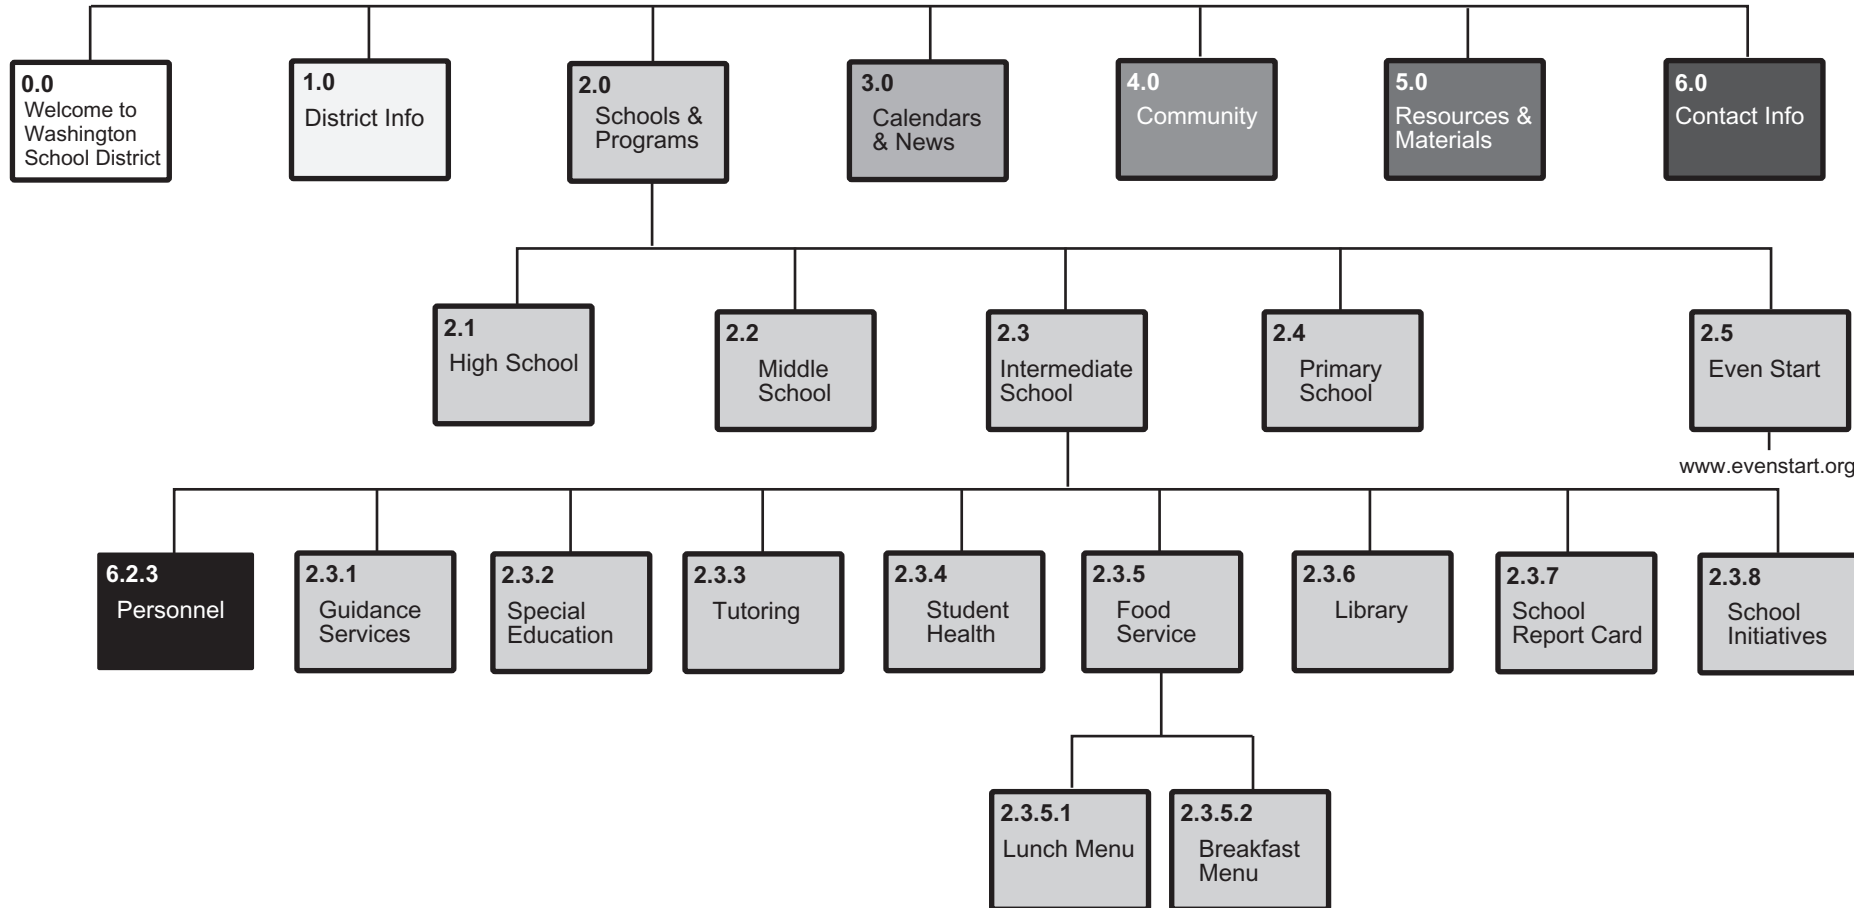 0.0
Welcome to
Washington
School District
1.0
District Info
2.0
Schools &
Programs
3.0
Calendars
& News
4.0
Community
5.0
Resources &
Materials
6.0
Contact Info
2.1
High School
2.2
Middle
School
2.3
Intermediate
School
2.4
Primary
School
2.5
Even Start
www.evenstart.org
6.2.3
Personnel
2.3.1
Guidance
Services
2.3.2
Special
Education
2.3.3
Tutoring
2.3.4
Student
Health
2.3.5
Food
Service
2.3.6
Library
2.3.7
School
Report Card
2.3.8
School
Initiatives
2.3.5.1
Lunch Menu
2.3.5.2
Breakfast
Menu